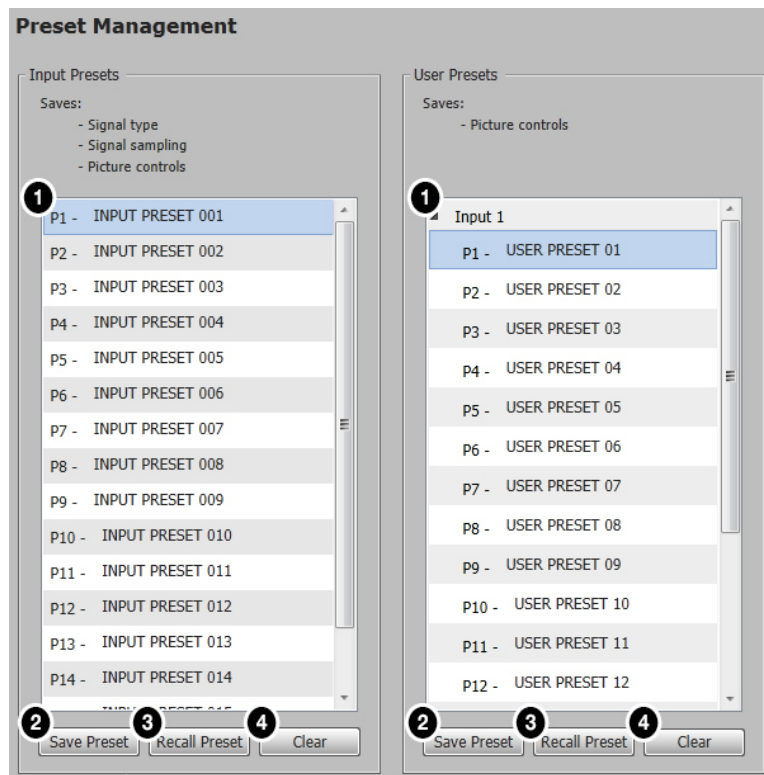 Preset Management
Input Presets
Saves:
- Signal type
- Signal sampling
- Picture controls
1
P1 - INPUT PRESET 001
P2 - INPUT PRESET 002
P3 - INPUT PRESET 003
P4 - INPUT PRESET 004
P5 - INPUT PRESET 005
P6 - INPUT PRESET 006
P7 - INPUT PRESET 007
P8 - INPUT PRESET 008
P9 - INPUT PRESET 009
P10 - INPUT PRESET 010
P11 - INPUT PRESET 011
P12 - INPUT PRESET 012
P13 - INPUT PRESET 013
P14 - INPUT PRESET 014
2 3 4
Save Preset Recall Preset Clear
User Presets
Saves:
- Picture controls
1
Input 1
P1 - USER PRESET 01
P2 - USER PRESET 02
P3 - USER PRESET 03
P4 - USER PRESET 04
P5 - USER PRESET 05
P6 - USER PRESET 06
P7 - USER PRESET 07
P8 - USER PRESET 08
P9 - USER PRESET 09
P10 - USER PRESET 10
P11 - USER PRESET 11
P12 - USER PRESET 12
2 3 4
Save Preset Recall Preset Clear